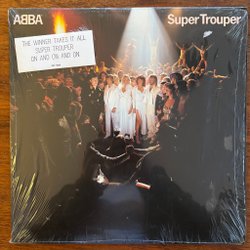 ABBA
Super Trouper
THE WINNER TAKES IT ALL
SUPER TROUPER
ON AND ON AND ON